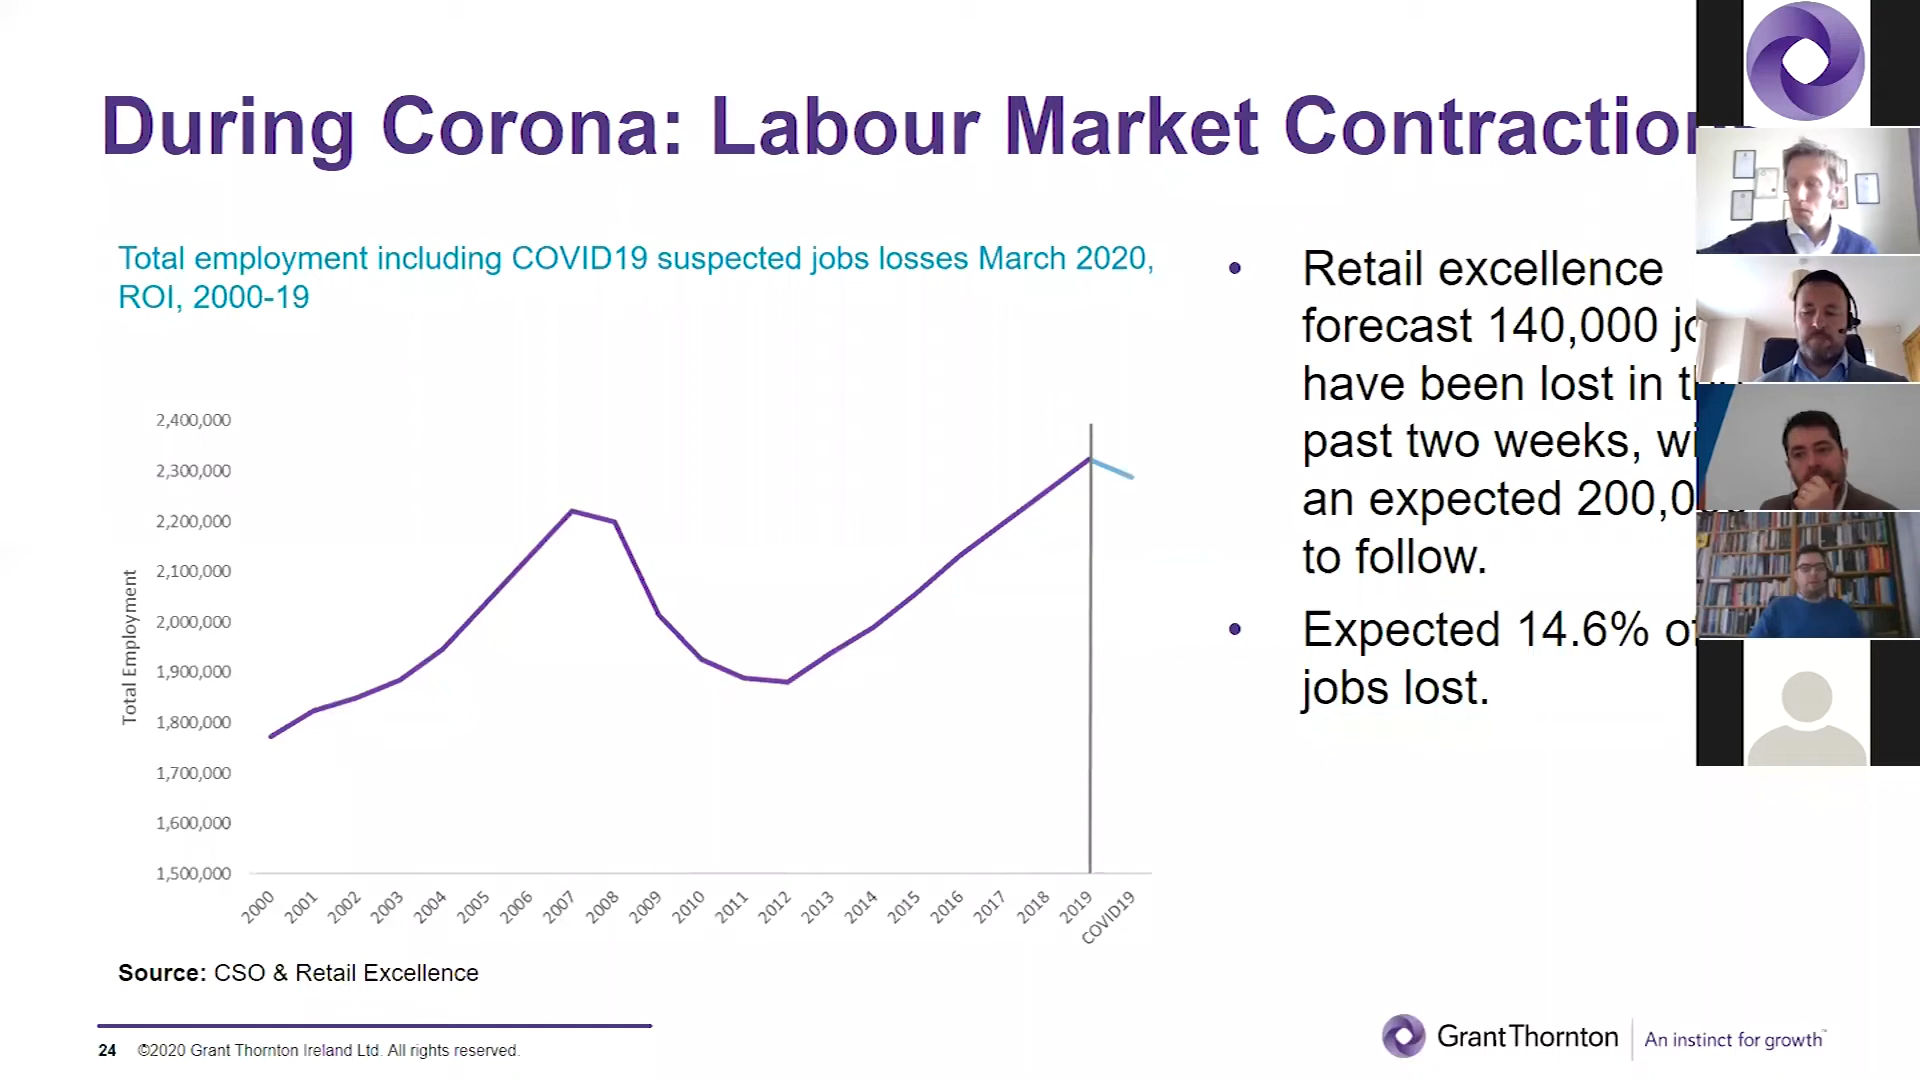 During Corona: Labour Market Contraction
Total employment including COVID19 suspected jobs losses March 2020,
ROI, 2000-19
Total Employment
2,400,000
2,300,000
2,200,000
2,100,000
2,000,000
1,900,000
1,800,000
1,700,000
1,600,000
1,500,000
2000 2001 2002 2003 2004 2005 2006 2007 2008 2009 2010 2011 2012 2013 2014 2015 2016 2017 2018 2019 COVID19
Source: CSO & Retail Excellence
• Retail excellence
forecast 140,000
have been lost in
past two weeks,
an expected
to follow.
• Expected 14.6%
jobs lost.
24 ©2020 Grant Thornton Ireland Ltd. All rights reserved.
Grant Thornton
An instinct for growth™